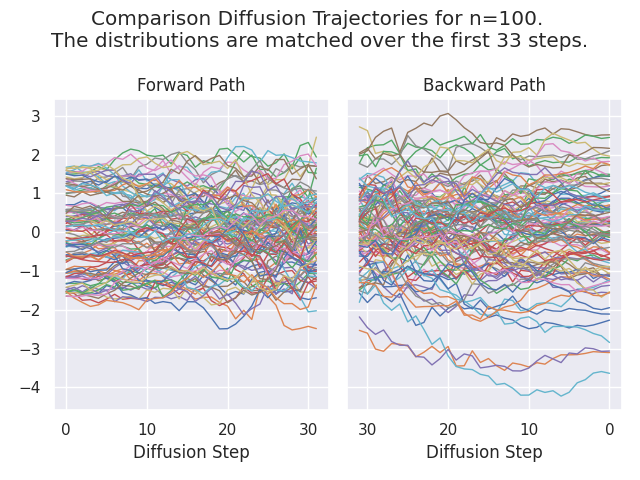 Comparison Diffusion Trajectories for n=100.
The distributions are matched over the first 33 steps.
Forward Path
Backward Path
3
2
1
0
−1
−2
−3
−4
0 10 20 30
30 20 10 0
Diffusion Step
Diffusion Step